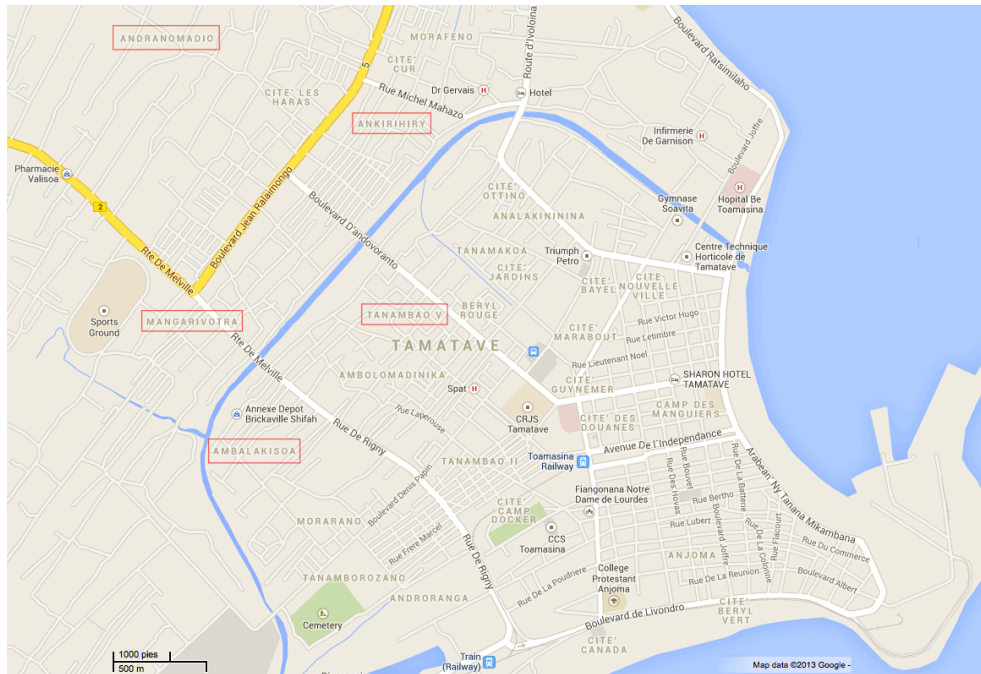 ANDRANOMADIO
MORAFENO
CITE'
CUR
Route d'Ivoloina
Boulevard Ratsimilaho
5
CITE' LES
HARAS
Rue Michel Mahazo
Dr Gervais
H
Hotel
ANKIRIHIRY
Infirmerie
De Garnison
H
Boulevard Joffre
Pharmacie
Valisoa
2
Boulevard Jean Ralaimongo
Boulevard D'andovoranto
CITE'
OTTINO
ANALAKININA
Gymnase
Soavita
H
Hopital Be
Toamasina
Rte De Melville
TANAMAKOA
CITE'
JARDINS
Triumph
Petro
Centre Technique
Horticole de
Tamatave
CITE'
BAYEL
CITE
NOUVELLE
VILLE
Sports
Ground
MANGARIVOTRA
TANAMBAO V
BERYL
ROUGE
Rue Victor Hugo
Rue Letimbre
CITE'
MARABOUT
TAMATAVE
Rte De Melville
Rue Lieutenant Noel
AMBOLOMADINIKA
CITE'
GUYNEMER
SHARON HOTEL
TAMATAVE
Spat
H
Annexe Depot
Brickaville Shifah
Rue Laperouse
CRJS
Tamatave
CITE' DES
DOUANES
CAMP DES
MANGUIERS
Rue De Rigny
AMBALAKISOA
Avenue De l'Independance
TANAMBAO II
Toamasina
Railway
Arabean' Ny Tanana Mikambana
Boulevard Denis Papin
Rue Des Hovas
Rue Bouvel
Rue De La Batterie
Fiangonana Notre
Dame de Lourdes
Rue Bertho
CITE'
CAMP
DOCKER
MORARANO
Rue Frere Marcel
CCS
Toamasina
Rue Lubert
Boulevard Joffre
Rue De La Colonne
Rue Flacourt
Rue Du Commerce
Rue De Rigny
ANJOMA
TANAMBOROZANO
College
Protestant
Anjoma
Rue De La Poudriere
Rue De La Reunion
Boulevard Albert
ANDRORANGA
Cemetery
Boulevard de Livondro
CITE'
BERYL
VERT
CITE'
CANADA
1000 pies
500 m
Train
(Railway)
Map data ©2013 Google -